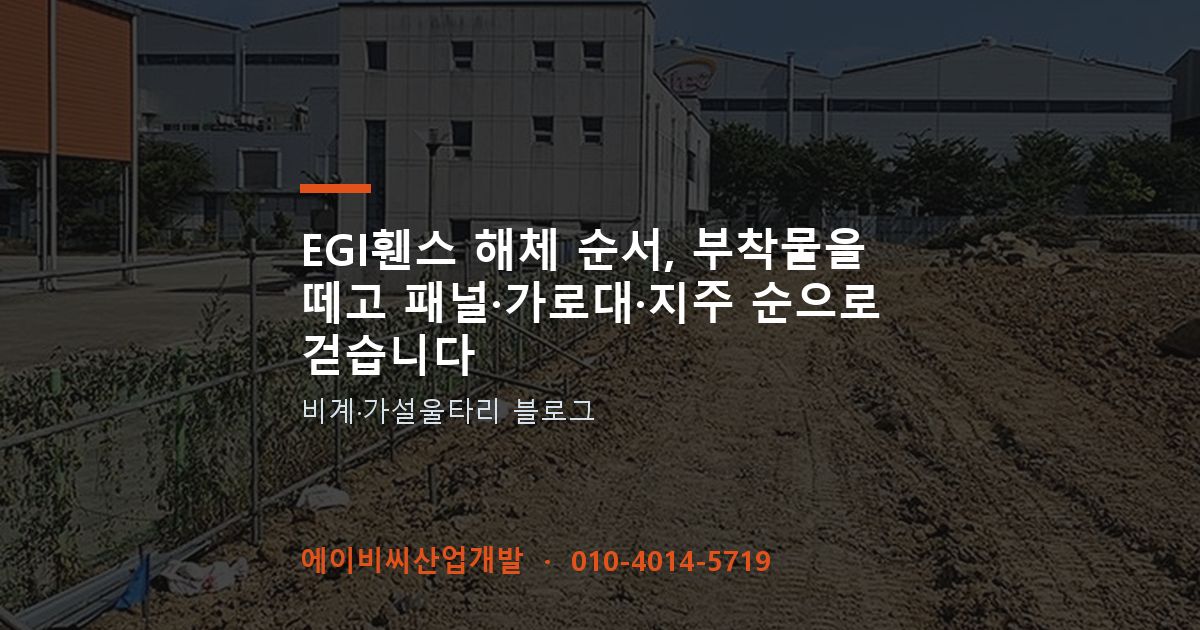 EGI휀스 해체 순서, 부착물을
떼고 패널·가로대·지주 순으로
걷습니다
비계·가설울타리 블로그
에이비씨산업개발 · 010-4014-5719